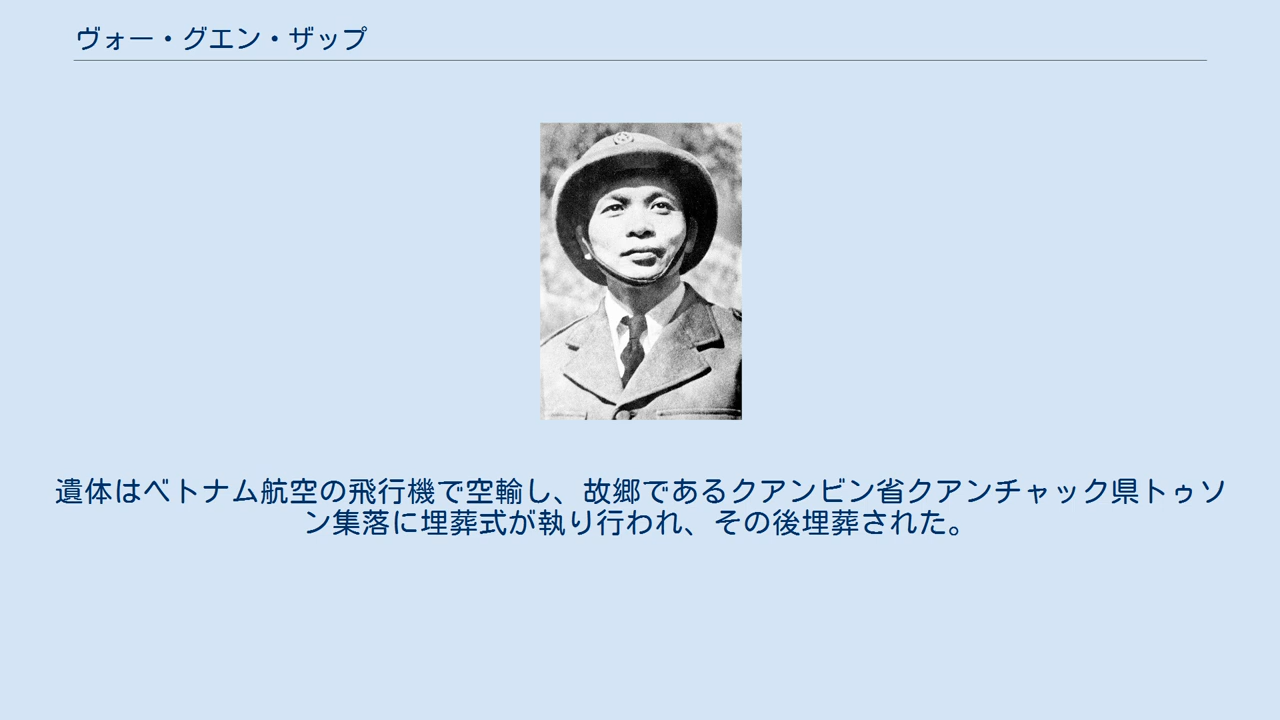 ヴォー・グエン・ザップ
遺体はベトナム航空の飛行機で空輸し、故郷であるクアンビン省クアンチャック県トゥソ
ン集落に埋葬式が執り行われ、その後埋葬された。